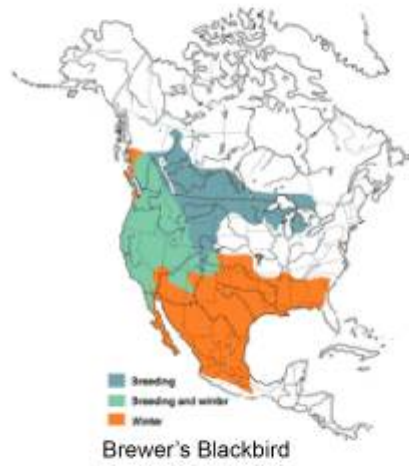 Breeding
Breeding and winter
Winter
Brewer's Blackbird